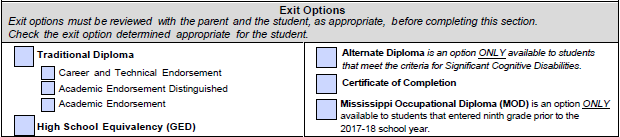 Exit Options
Exit options must be reviewed with the parent and the student, as appropriate, before completing this section.
Check the exit option determined appropriate for the student.
Traditional Diploma
Career and Technical Endorsement
Academic Endorsement Distinguished
Academic Endorsement
High School Equivalency (GED)
Alternate Diploma is an option ONLY available to students
that meet the criteria for Significant Cognitive Disabilities.
Certificate of Completion
Mississippi Occupational Diploma (MOD) is an option ONLY
available to students that entered ninth grade prior to the
2017-18 school year.